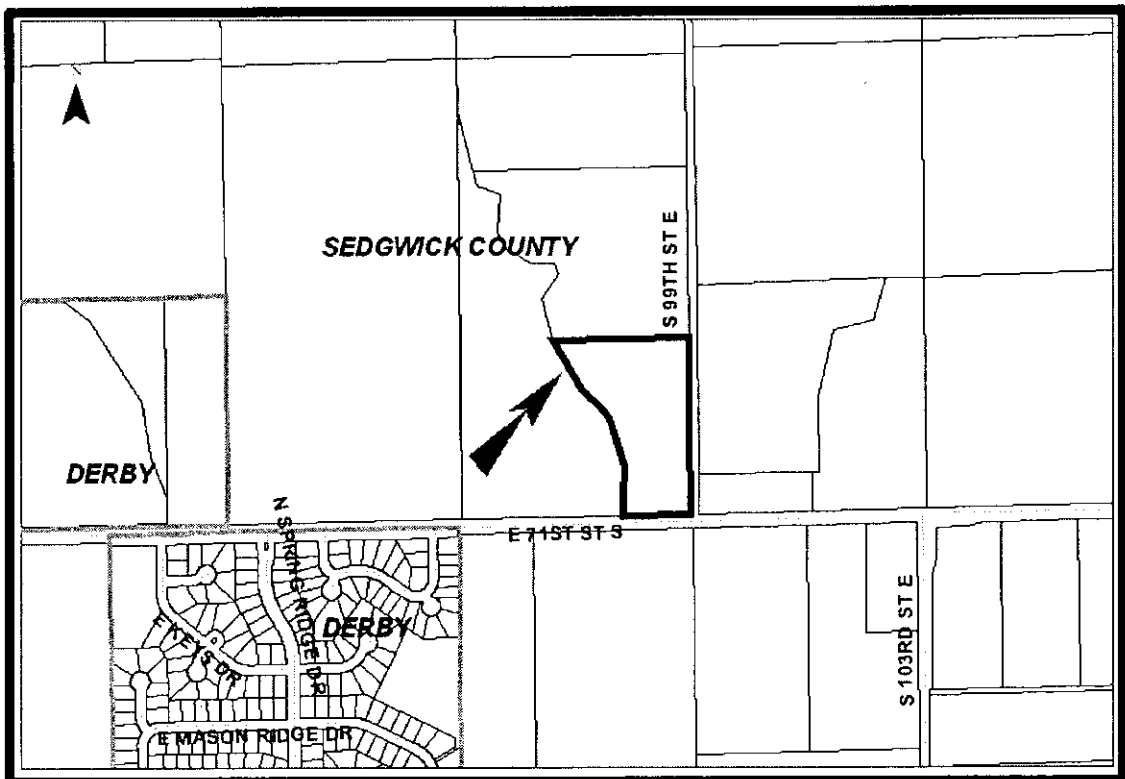 SEDGWICK COUNTY
S 99TH ST E
DERBY
N SPRING RIDGE DR
E 71ST ST S
DERBY
E KEYS DR
S 103RD ST E
E MASON RIDGE DR